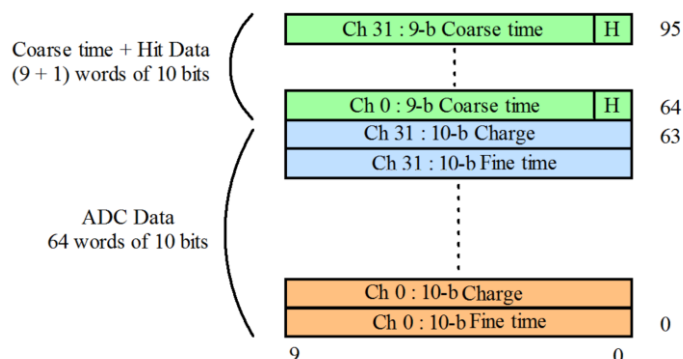 Ch 31 : 9-b Coarse time H 95
Coarse time + Hit Data
(9 + 1) words of 10 bits
Ch 0 : 9-b Coarse time H 64
Ch 31 : 10-b Charge 63
Ch 31 : 10-b Fine time
ADC Data
64 words of 10 bits
Ch 0 : 10-b Charge
Ch 0 : 10-b Fine time 0
9 0